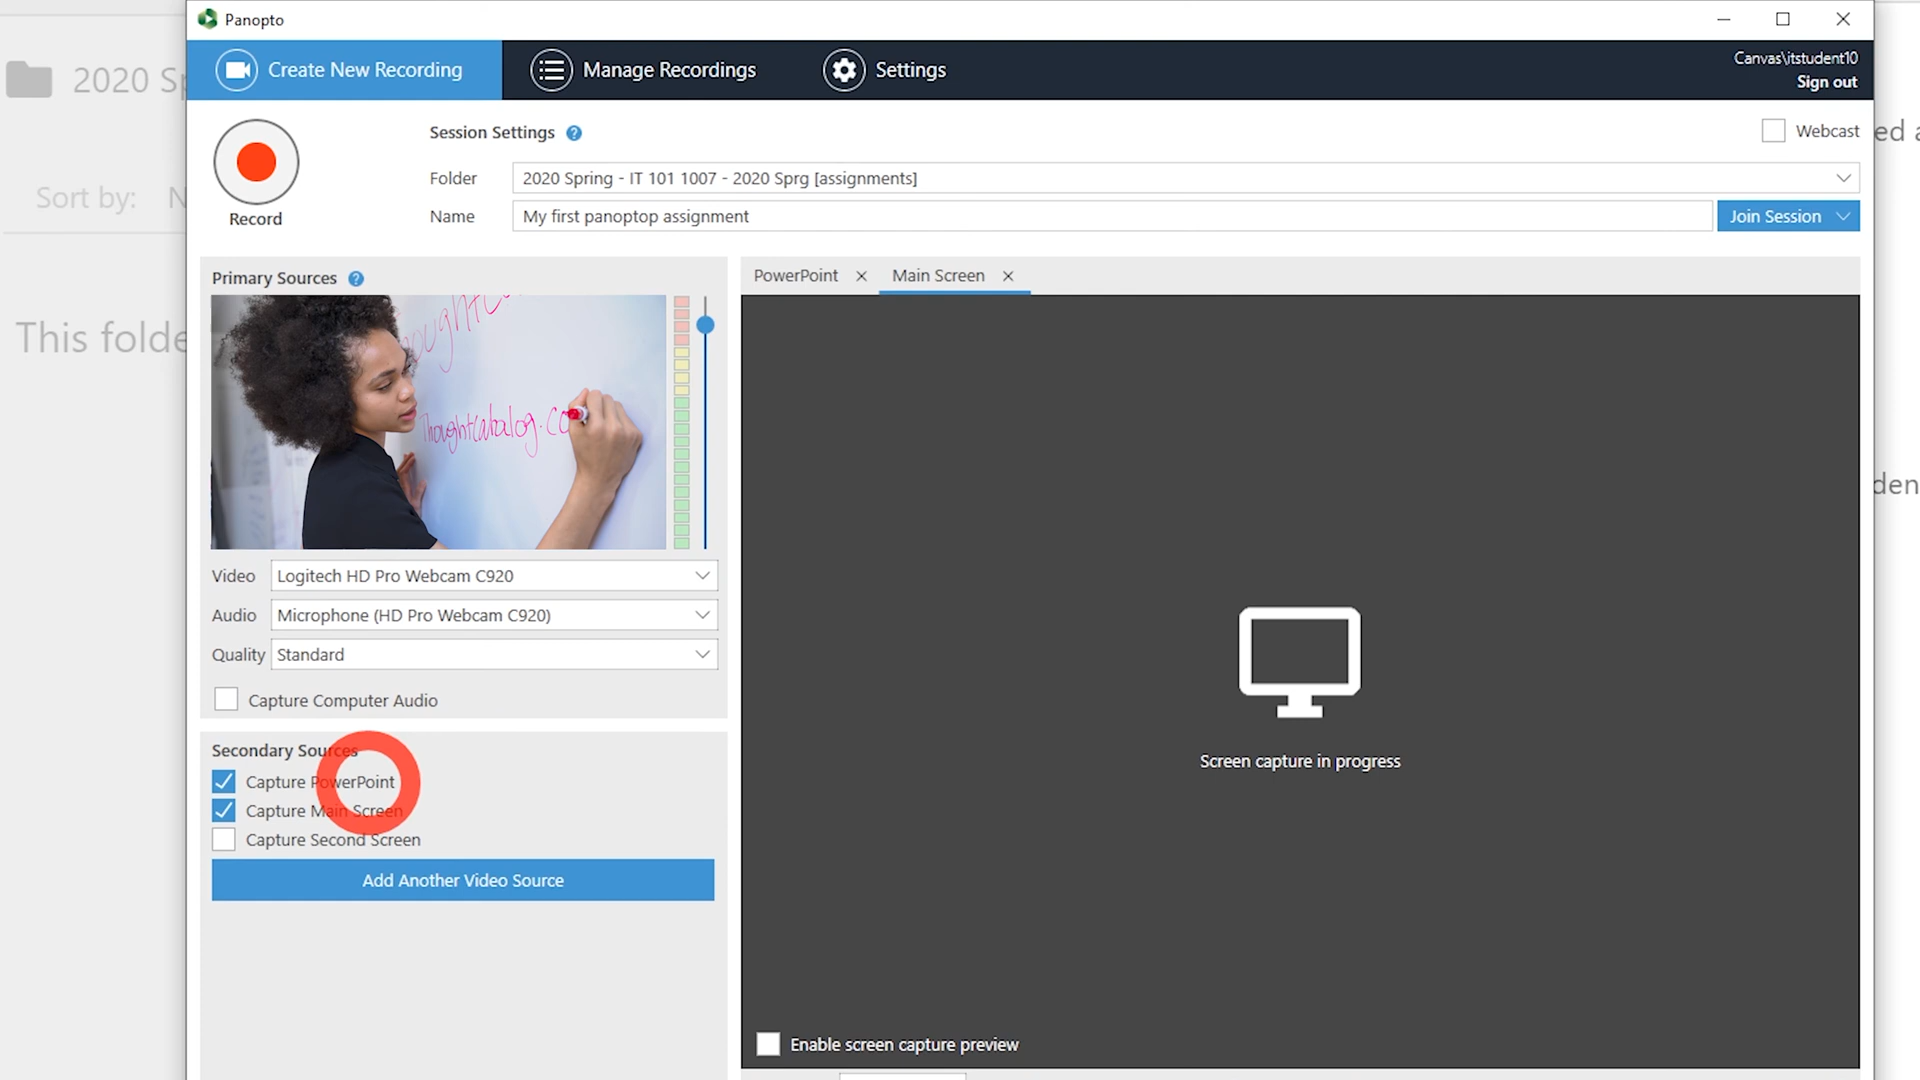 Panopto
Create New Recording
Manage Recordings
Settings
Canvas\itstudent10
Sign out
2020 Sp
Sort by: N
This folde
ed a
den
Record
Session Settings ?
Webcast
Folder 2020 Spring - IT 101 1007 - 2020 Sprg [assignments]
Name My first panoptop assignment
Join Session
Primary Sources ?
Thoughtcatalog.co
Video Logitech HD Pro Webcam C920
Audio Microphone (HD Pro Webcam C920)
Quality Standard
Capture Computer Audio
Secondary Sources
Capture PowerPoint
Capture Main Screen
Capture Second Screen
Add Another Video Source
PowerPoint
Main Screen
Screen capture in progress
Enable screen capture preview